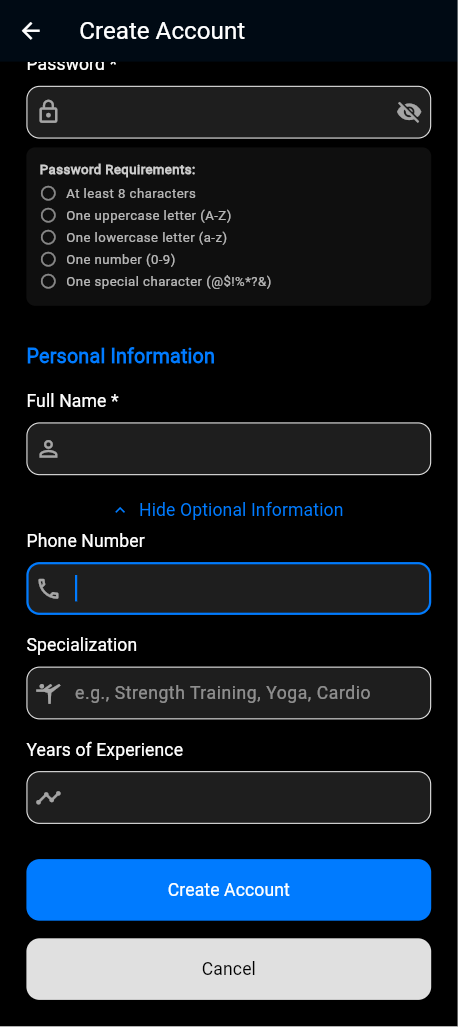 Create Account
Password *
Password Requirements:
At least 8 characters
One uppercase letter (A-Z)
One lowercase letter (a-z)
One number (0-9)
One special character (@$!%*?&)
Personal Information
Full Name *
Hide Optional Information
Phone Number
Specialization
e.g., Strength Training, Yoga, Cardio
Years of Experience
Create Account
Cancel